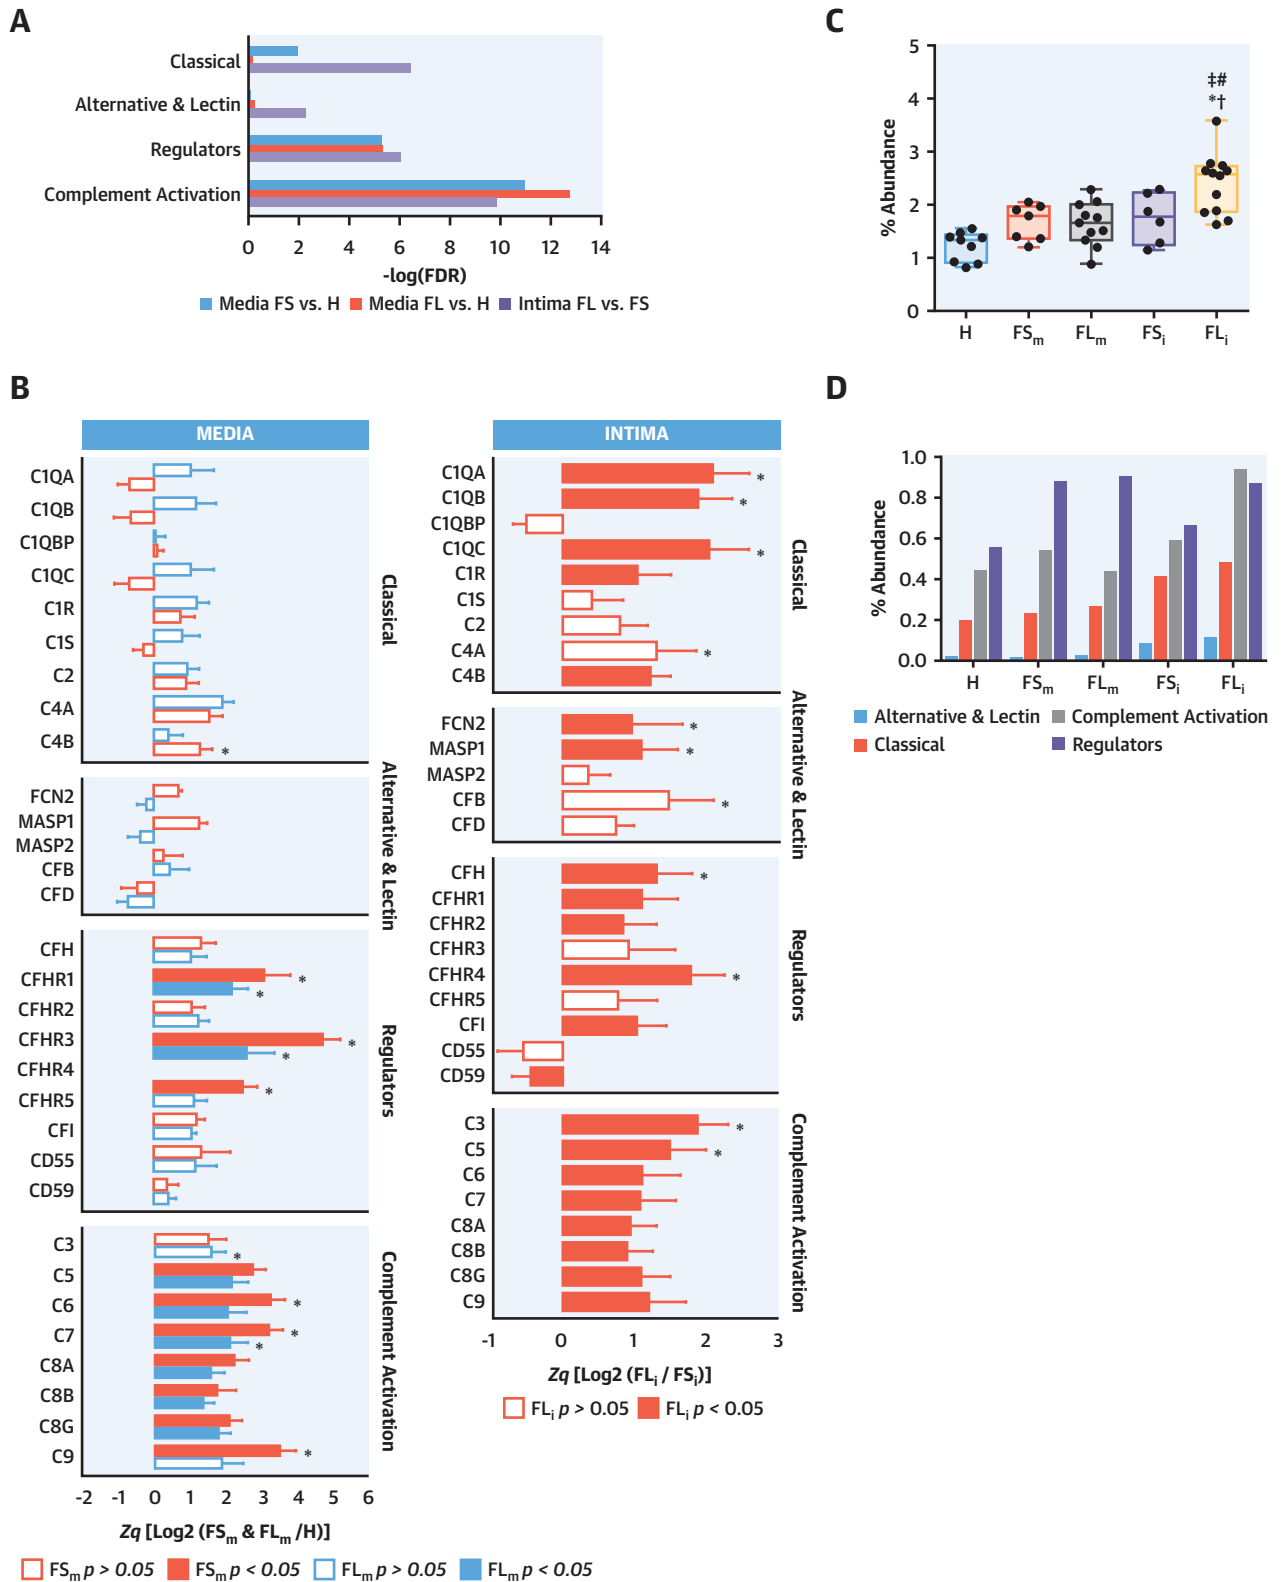 A
Classical
Alternative & Lectin
Regulators
Complement Activation
0 2 4 6 8 10 12 14
-log(FDR)
Media FS vs. H Media FL vs. H Intima FL vs. FS
C
5
4
3
2
1
0
% Abundance
‡#
*†
H FSm FLm FSi FLi
B
MEDIA
C1QA
C1QB
C1QBP
C1QC
C1R
C1S
C2
C4A
C4B *
Classical
FCN2
MASP1
MASP2
CFB
CFD
Alternative & Lectin
CFH
CFHR1 *
*
CFHR2
CFHR3 *
*
CFHR4
*
CFHR5
CFI
CD55
CD59
Regulators
C3
*
C5
C6 *
C7 *
*
C8A
C8B
C8G
C9 *
Complement Activation
-2 -1 0 1 2 3 4 5 6
Zq [Log2 (FSm & FLm /H)]
FSm p > 0.05 FSm p < 0.05 FLm p > 0.05 FLm p < 0.05
INTIMA
C1QA *
C1QB *
C1QBP
C1QC *
C1R
C1S
C2
C4A *
C4B
Classical
FCN2 *
MASP1 *
MASP2
CFB *
CFD
Alternative & Lectin
CFH *
CFHR1
CFHR2
CFHR3
CFHR4 *
CFHR5
CFI
CD55
CD59
Regulators
C3 *
C5 *
C6
C7
C8A
C8B
C8G
C9
Complement Activation
-1 0 1 2 3
Zq [Log2 (FLi / FSi)]
FLi p > 0.05 FLi p < 0.05
D
1.0
0.8
0.6
0.4
0.2
0.0
% Abundance
H FSm FLm FSi FLi
Alternative & Lectin Complement Activation
Classical Regulators